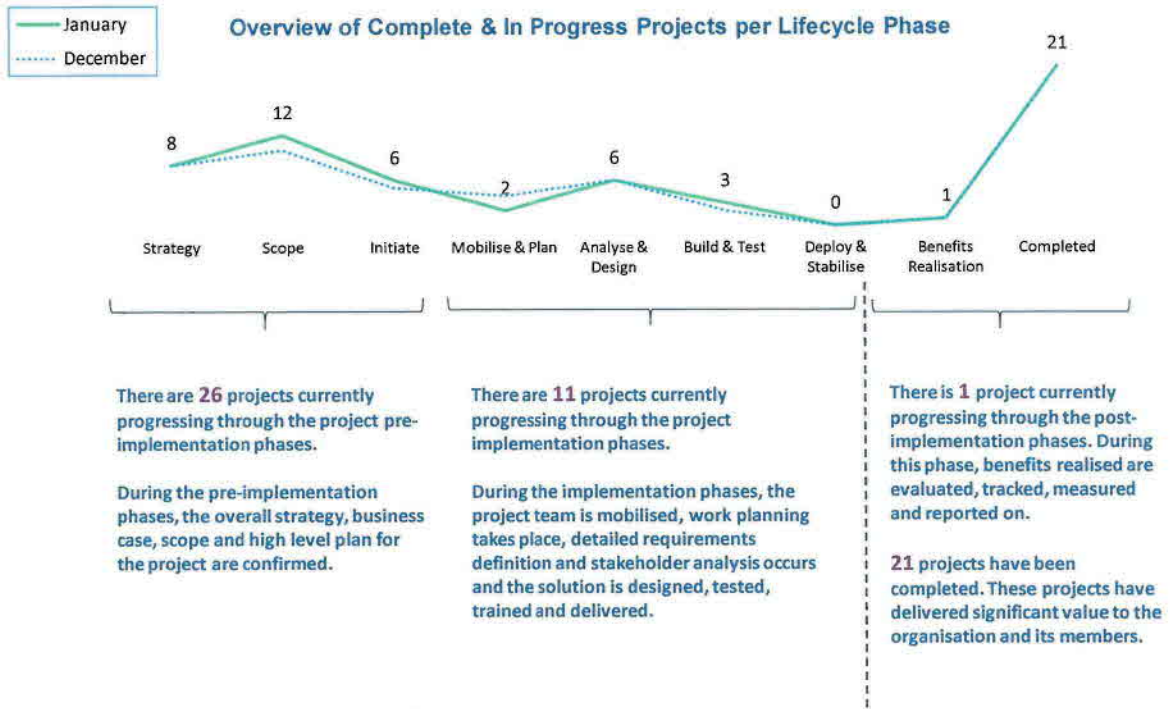 January
December
Overview of Complete & In Progress Projects per Lifecycle Phase
8
12
6
2
6
3
0
1
21
Strategy
Scope
Initiate
Mobilise & Plan
Analyse &
Design
Build & Test
Deploy &
Stabilise
Benefits
Realisation
Completed
There are 26 projects currently
progressing through the project pre-
implementation phases.
During the pre-implementation
phases, the overall strategy, business
case, scope and high level plan for
the project are confirmed.
There are 11 projects currently
progressing through the project
implementation phases.
During the implementation phases, the
project team is mobilised, work planning
takes place, detailed requirements
definition and stakeholder analysis occurs
and the solution is designed, tested,
trained and delivered.
There is 1 project currently
progressing through the post-
implementation phases. During
this phase, benefits realised are
evaluated, tracked, measured
and reported on.
21 projects have been
completed. These projects have
delivered significant value to the
organisation and its members.